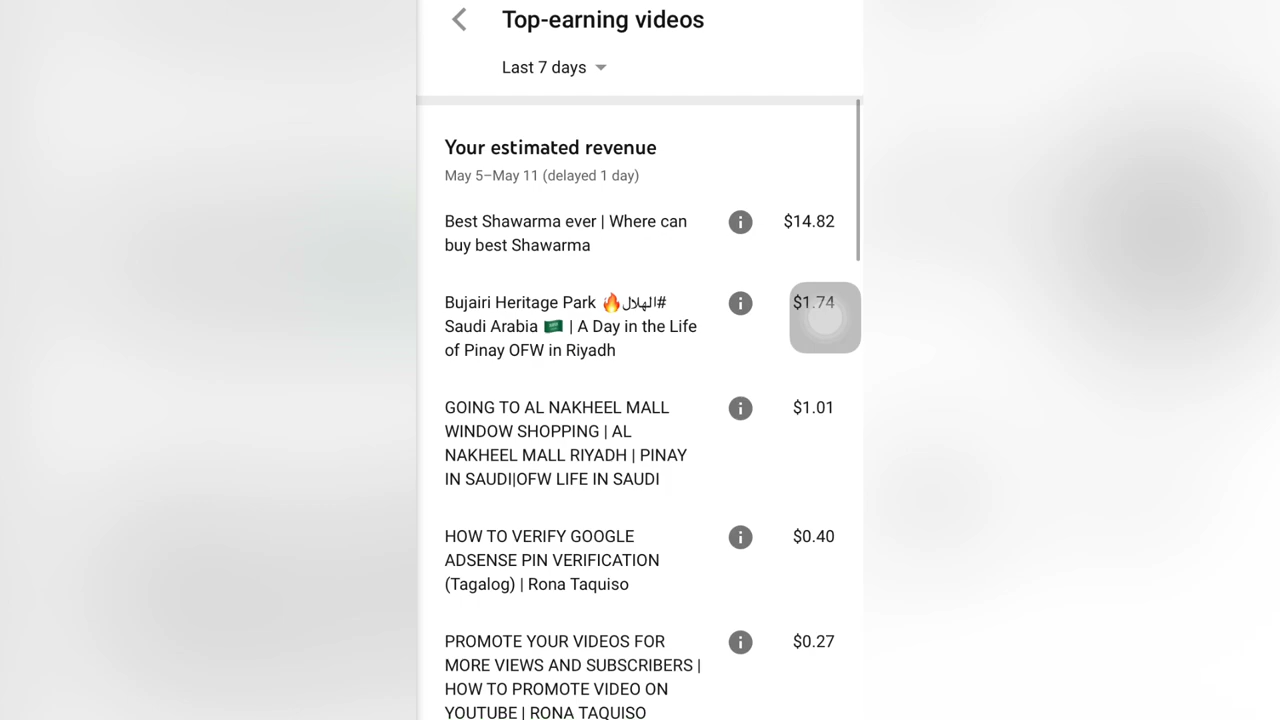 Top-earning videos
Last 7 days
Your estimated revenue
May 5–May 11 (delayed 1 day)
Best Shawarma ever | Where can
buy best Shawarma
$14.82
Bujairi Heritage Park 🔥#الهلال
Saudi Arabia 🇸🇦 | A Day in the Life
of Pinay OFW in Riyadh
$1.74
GOING TO AL NAKHEEL MALL
WINDOW SHOPPING | AL
NAKHEEL MALL RIYADH | PINAY
IN SAUDI|OFW LIFE IN SAUDI
$1.01
HOW TO VERIFY GOOGLE
ADSENSE PIN VERIFICATION
(Tagalog) | Rona Taquiso
$0.40
PROMOTE YOUR VIDEOS FOR
MORE VIEWS AND SUBSCRIBERS |
HOW TO PROMOTE VIDEO ON
YOUTUBE | RONA TAQUISO
$0.27